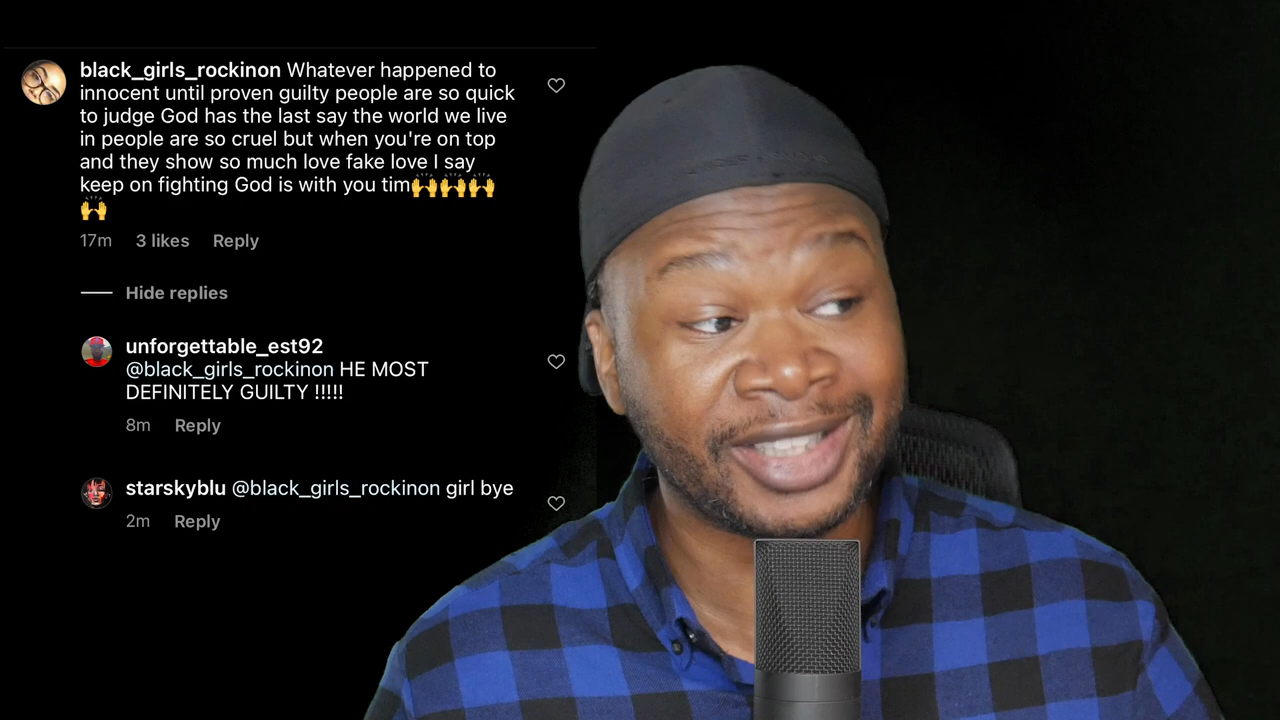 black_girls_rockinon Whatever happened to
innocent until proven guilty people are so quick
to judge God has the last say the world we live
in people are so cruel but when you're on top
and they show so much love fake love I say
keep on fighting God is with you tim🙌🙌🙌
🙌
17m 3 likes Reply
Hide replies
unforgettable_est92
@black_girls_rockinon HE MOST
DEFINITELY GUILTY !!!!!
8m Reply
starskyblu @black_girls_rockinon girl bye
2m Reply